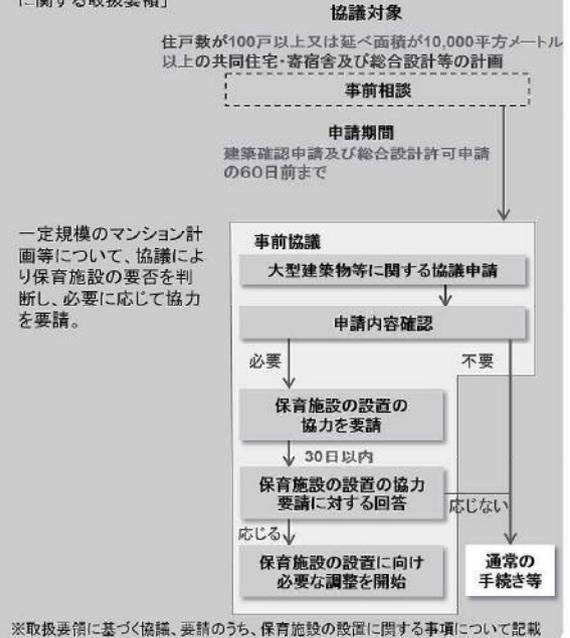 に関する取扱要領」
協議対象
住戸数が100戸以上又は延べ面積が10,000平方メートル
以上の共同住宅・寄宿舎及び総合設計等の計画
事前相談
申請期間
建築確認申請及び総合設計許可申請
の60日前まで
一定規模のマンション計
画等について、協議によ
り保育施設の要否を判
断し、必要に応じて協力
を要請。
事前協議
大型建築物等に関する協議申請
申請内容確認
必要
不要
保育施設の設置の
協力を要請
30日以内
保育施設の設置の協力
要請に対する回答
応じない
応じる
保育施設の設置に向け
必要な調整を開始
通常の
手続き等
※取扱要領に基づく協議、要請のうち、保育施設の設置に関する事項について記載